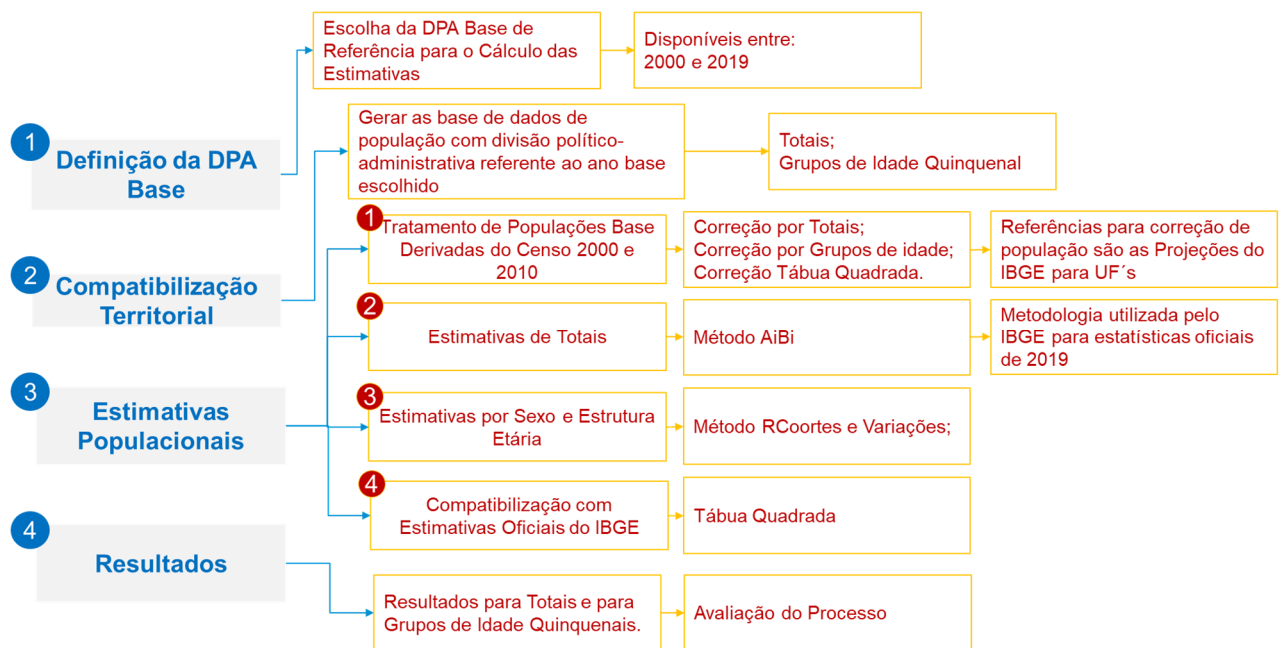 1
Definição da DPA
Base
Escolha da DPA Base de
Referência para o Cálculo das
Estimativas
Disponíveis entre:
2000 e 2019
2
Compatibilização
Territorial
Gerar as base de dados de
população com divisão político-
administrativa referente ao ano base
escolhido
Totais;
Grupos de Idade Quinquenal
3
Estimativas
Populacionais
1
Tratamento de Populações Base
Derivadas do Censo 2000 e
2010
Correção por Totais;
Correção por Grupos de idade;
Correção Tábua Quadrada.
Referências para correção de
população são as Projeções do
IBGE para UF´s
2
Estimativas de Totais
Método AiBi
Metodologia utilizada pelo
IBGE para estatísticas oficiais
de 2019
3
Estimativas por Sexo e Estrutura
Etária
Método RCoortes e Variações;
4
Compatibilização com
Estimativas Oficiais do IBGE
Tábua Quadrada
4
Resultados
Resultados para Totais e para
Grupos de Idade Quinquenais.
Avaliação do Processo